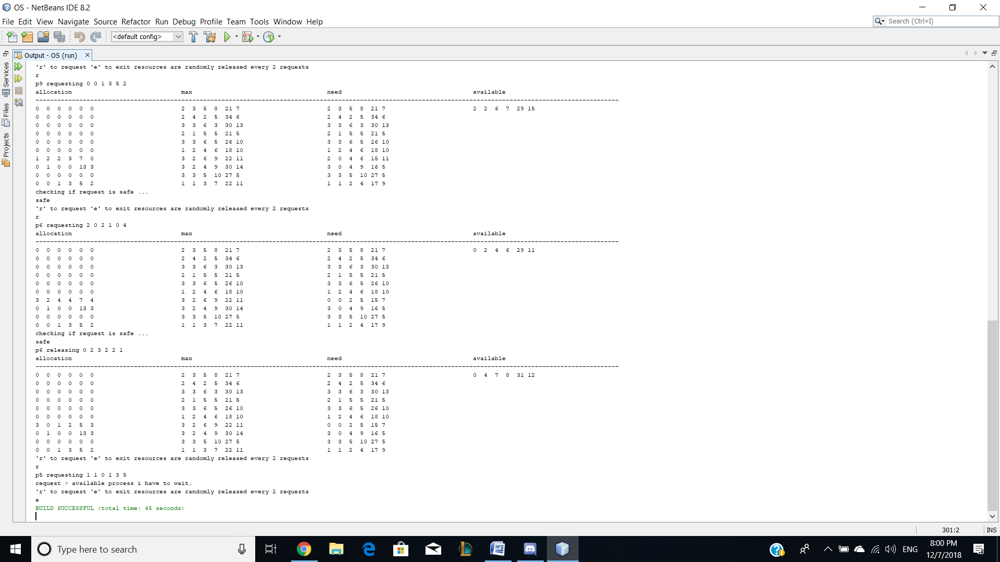 OS - NetBeans IDE 8.2
File Edit View Navigate Source Refactor Run Debug Profile Team Tools Window Help
Search (Ctrl+I)
<default config>
Output - OS (run)
Services
Files
Projects
'r' to request 'e' to exit resources are randomly released every 2 requests
r
p9 requesting 0 0 1 3 5 2
allocation max need available
--------------------------------------------------------------------------------
0 0 0 0 0 0 2 3 5 8 21 7 2 3 5 8 21 7 2 2 6 7 29 15
0 0 0 0 0 0 2 4 2 5 34 6 2 4 2 5 34 6
0 0 0 0 0 0 3 3 6 3 30 13 3 3 6 3 30 13
0 0 0 0 0 0 2 1 5 5 21 5 2 1 5 5 21 5
0 0 0 0 0 0 3 3 6 5 26 10 3 3 6 5 26 10
0 0 0 0 0 0 1 2 4 6 18 10 1 2 4 6 18 10
1 2 2 3 7 0 3 2 6 9 22 11 2 0 4 6 15 11
0 1 0 0 13 3 3 2 4 9 30 14 3 0 4 9 16 5
0 0 0 0 0 0 3 3 5 10 27 5 3 3 5 10 27 5
0 0 1 3 5 2 1 1 3 7 22 11 1 1 2 4 17 9
checking if request is safe ...
safe
'r' to request 'e' to exit resources are randomly released every 2 requests
r
p6 requesting 2 0 2 1 0 4
allocation max need available
--------------------------------------------------------------------------------
0 0 0 0 0 0 2 3 5 8 21 7 2 3 5 8 21 7 0 2 4 6 29 11
0 0 0 0 0 0 2 4 2 5 34 6 2 4 2 5 34 6
0 0 0 0 0 0 3 3 6 3 30 13 3 3 6 3 30 13
0 0 0 0 0 0 2 1 5 5 21 5 2 1 5 5 21 5
0 0 0 0 0 0 3 3 6 5 26 10 3 3 6 5 26 10
0 0 0 0 0 0 1 2 4 6 18 10 1 2 4 6 18 10
3 2 4 4 7 4 3 2 6 9 22 11 0 0 2 5 15 7
0 1 0 0 13 3 3 2 4 9 30 14 3 0 4 9 16 5
0 0 0 0 0 0 3 3 5 10 27 5 3 3 5 10 27 5
0 0 1 3 5 2 1 1 3 7 22 11 1 1 2 4 17 9
checking if request is safe ...
safe
p6 releasing 0 2 3 2 2 1
allocation max need available
--------------------------------------------------------------------------------
0 0 0 0 0 0 2 3 5 8 21 7 2 3 5 8 21 7 0 4 7 8 31 12
0 0 0 0 0 0 2 4 2 5 34 6 2 4 2 5 34 6
0 0 0 0 0 0 3 3 6 3 30 13 3 3 6 3 30 13
0 0 0 0 0 0 2 1 5 5 21 5 2 1 5 5 21 5
0 0 0 0 0 0 3 3 6 5 26 10 3 3 6 5 26 10
0 0 0 0 0 0 1 2 4 6 18 10 1 2 4 6 18 10
3 0 1 2 5 3 3 2 6 9 22 11 0 0 2 5 15 7
0 1 0 0 13 3 3 2 4 9 30 14 3 0 4 9 16 5
0 0 0 0 0 0 3 3 5 10 27 5 3 3 5 10 27 5
0 0 1 3 5 2 1 1 3 7 22 11 1 1 2 4 17 9
'r' to request 'e' to exit resources are randomly released every 2 requests
r
p5 requesting 1 1 0 1 3 5
request > available process i have to wait.
'r' to request 'e' to exit resources are randomly released every 2 requests
e
BUILD SUCCESSFUL (total time: 45 seconds)
301:2 INS
Type here to search
ENG
8:00 PM
12/7/2018